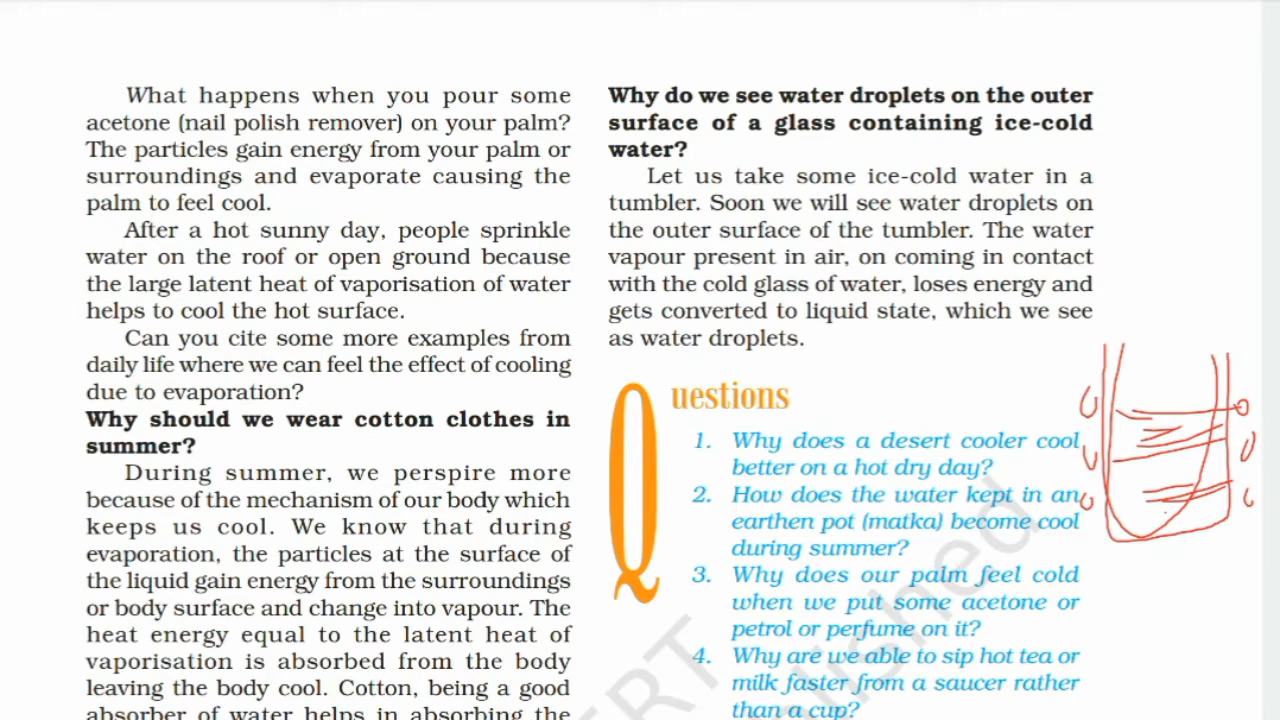 What happens when you pour some
acetone (nail polish remover) on your palm?
The particles gain energy from your palm or
surroundings and evaporate causing the
palm to feel cool.
After a hot sunny day, people sprinkle
water on the roof or open ground because
the large latent heat of vaporisation of water
helps to cool the hot surface.
Can you cite some more examples from
daily life where we can feel the effect of cooling
due to evaporation?
Why should we wear cotton clothes in
summer?
During summer, we perspire more
because of the mechanism of our body which
keeps us cool. We know that during
evaporation, the particles at the surface of
the liquid gain energy from the surroundings
or body surface and change into vapour. The
heat energy equal to the latent heat of
vaporisation is absorbed from the body
leaving the body cool. Cotton, being a good
absorber of water helps in absorbing the
Why do we see water droplets on the outer
surface of a glass containing ice-cold
water?
Let us take some ice-cold water in a
tumbler. Soon we will see water droplets on
the outer surface of the tumbler. The water
vapour present in air, on coming in contact
with the cold glass of water, loses energy and
gets converted to liquid state, which we see
as water droplets.
Questions
1. Why does a desert cooler cool
better on a hot dry day?
2. How does the water kept in an
earthen pot (matka) become cool
during summer?
3. Why does our palm feel cold
when we put some acetone or
petrol or perfume on it?
4. Why are we able to sip hot tea or
milk faster from a saucer rather
than a cup?